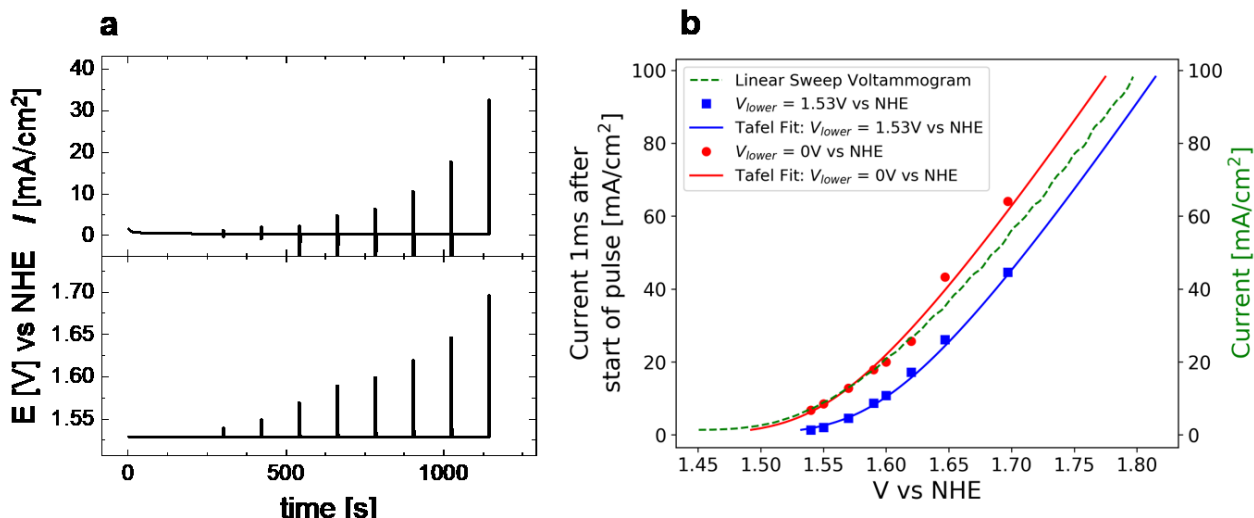 a
I [mA/cm²]
40
30
20
10
0
E [V] vs NHE
1.70
1.65
1.60
1.55
0
500
1000
time [s]
b
Current 1ms after
start of pulse [mA/cm²]
100
80
60
40
20
0
Linear Sweep Voltammogram
V_lower = 1.53V vs NHE
Tafel Fit: V_lower = 1.53V vs NHE
V_lower = 0V vs NHE
Tafel Fit: V_lower = 0V vs NHE
1.45 1.50 1.55 1.60 1.65 1.70 1.75 1.80
V vs NHE
100
80
60
40
20
0
Current [mA/cm²]